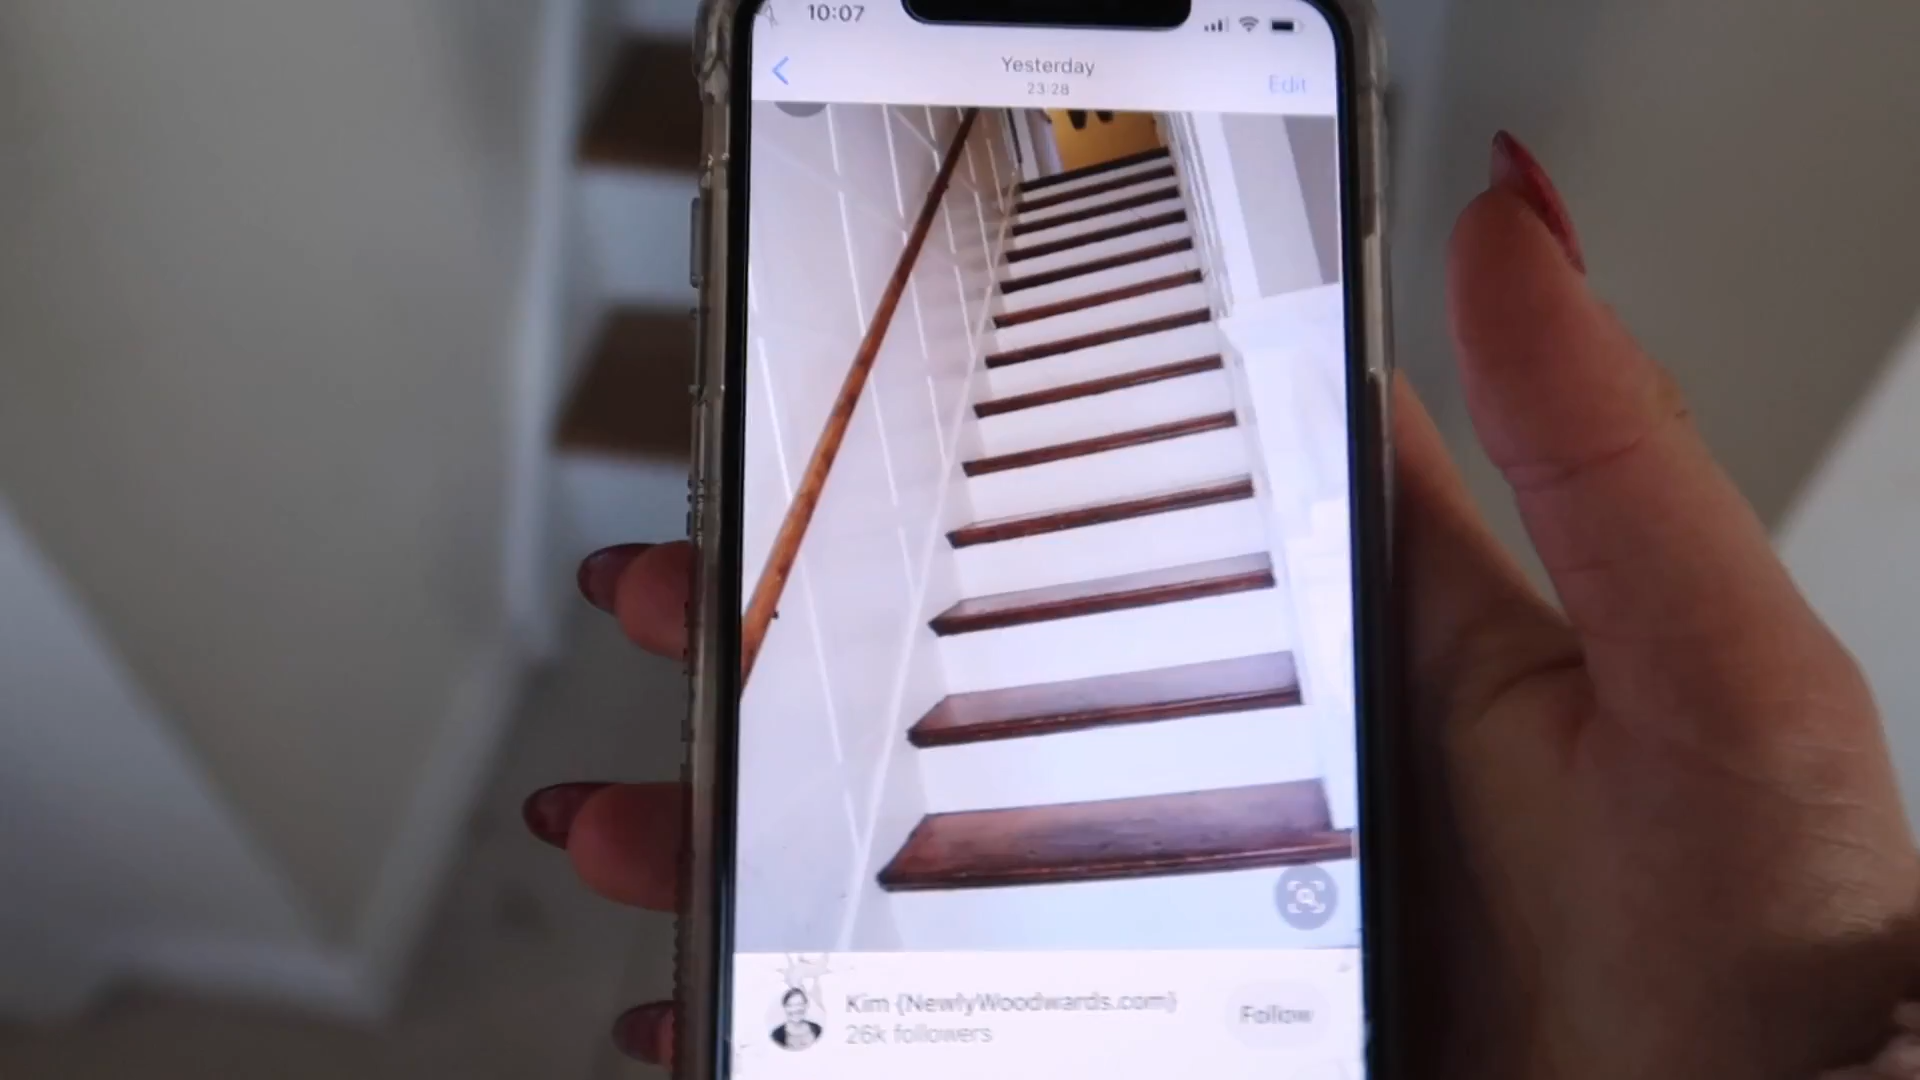 10:07
Yesterday
23:28
Edit
Kim {NewlyWoodwards.com}
26k followers
Follow